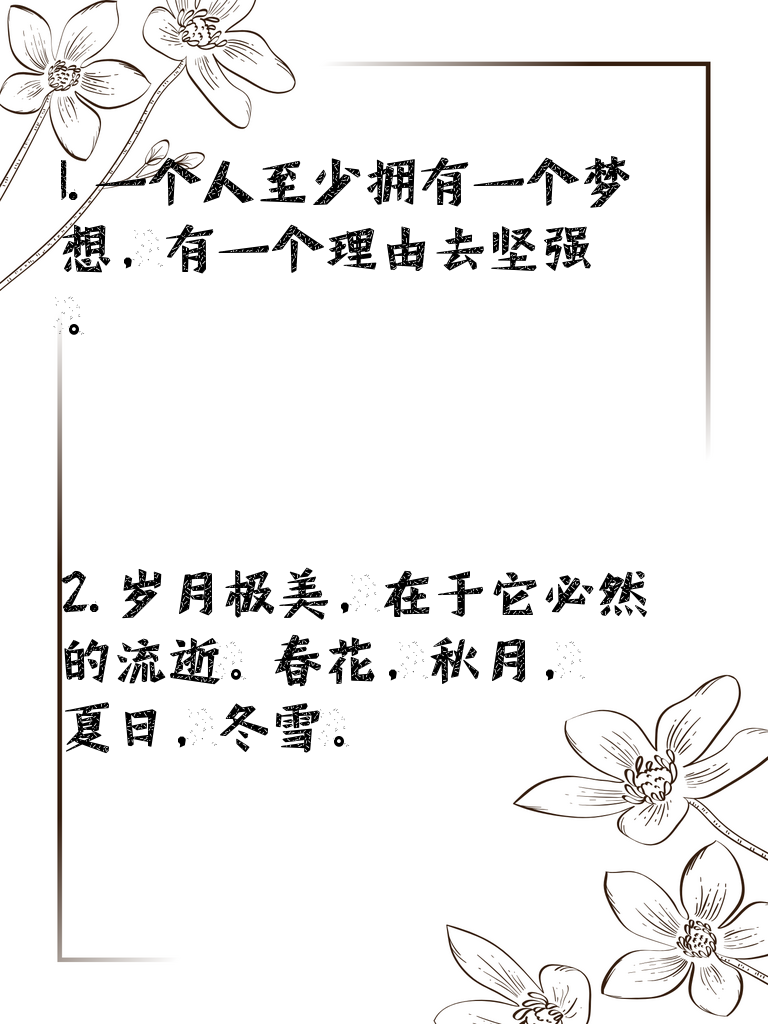 1. 一个人至少拥有一个梦
想，有一个理由去坚强
。
2. 岁月极美，在于它必然
的流逝。春花，秋月，
夏日，冬雪。